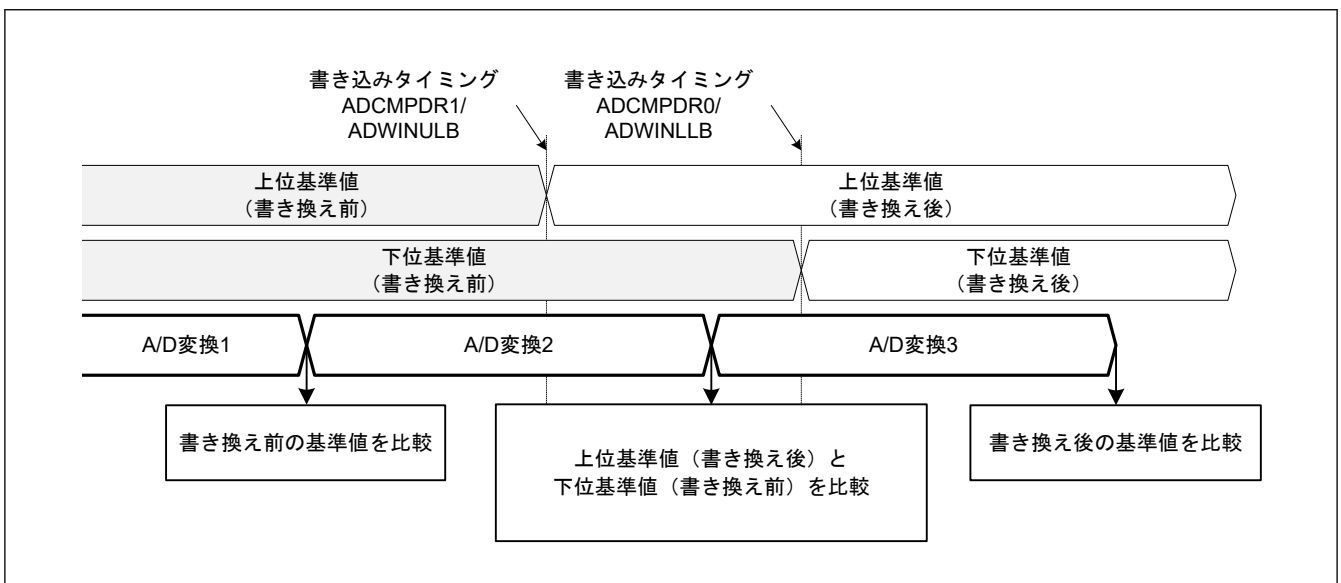 書き込みタイミング
ADCMPDR1/
ADWINULB
書き込みタイミング
ADCMPDR0/
ADWINLLB
上位基準値
（書き換え前）
上位基準値
（書き換え後）
下位基準値
（書き換え前）
下位基準値
（書き換え後）
A/D変換1
A/D変換2
A/D変換3
書き換え前の基準値を比較
上位基準値（書き換え後）と
下位基準値（書き換え前）を比較
書き換え後の基準値を比較